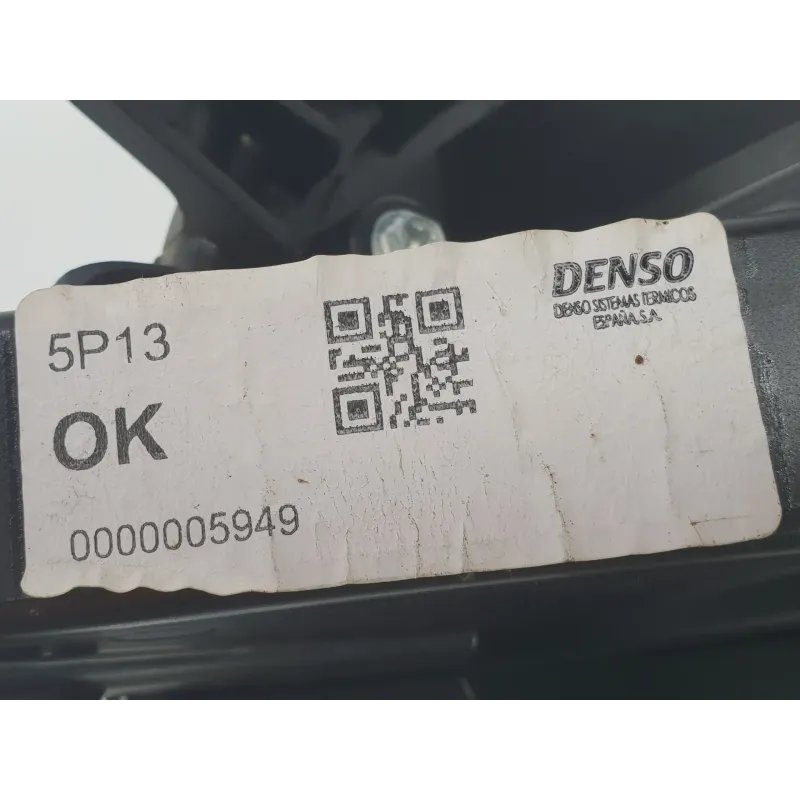 5P13
OK
0000005949
DENSO
DENSO SISTEMAS TERMICOS
ESPAÑA, S.A.